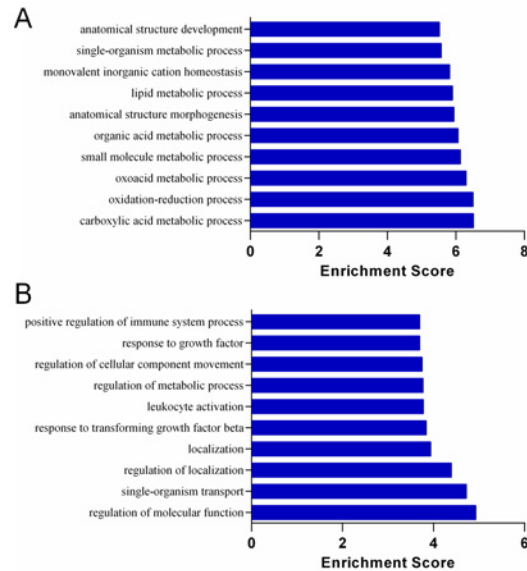 A
anatomical structure development
single-organism metabolic process
monovalent inorganic cation homeostasis
lipid metabolic process
anatomical structure morphogenesis
organic acid metabolic process
small molecule metabolic process
oxoacid metabolic process
oxidation-reduction process
carboxylic acid metabolic process
0 2 4 6 8
Enrichment Score
B
positive regulation of immune system process
response to growth factor
regulation of cellular component movement
regulation of metabolic process
leukocyte activation
response to transforming growth factor beta
localization
regulation of localization
single-organism transport
regulation of molecular function
0 2 4 6
Enrichment Score